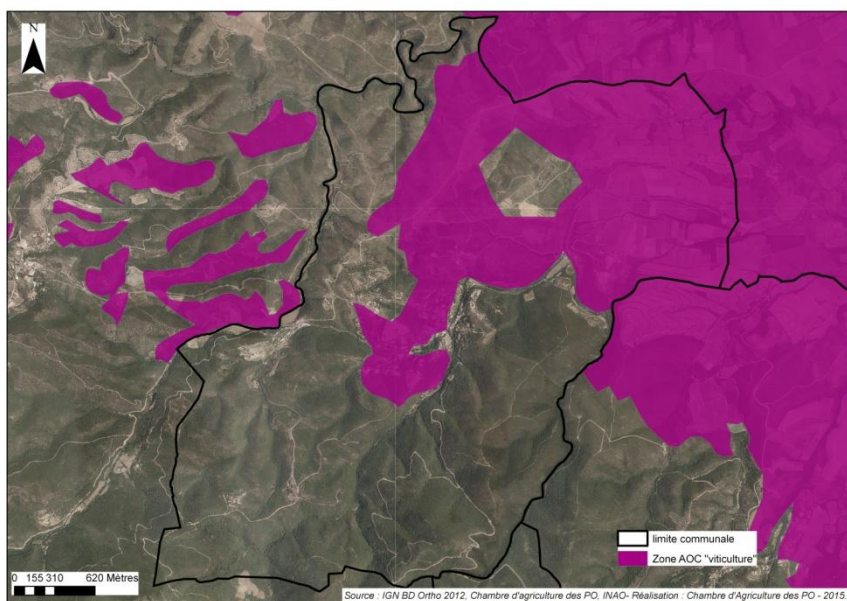 N
limite communale
Zone AOC "viticulture"
0 155 310 620 Mètres
Source : IGN BD Ortho 2012, Chambre d'agriculture des PO, INAO- Réalisation : Chambre d'Agriculture des PO - 2015.